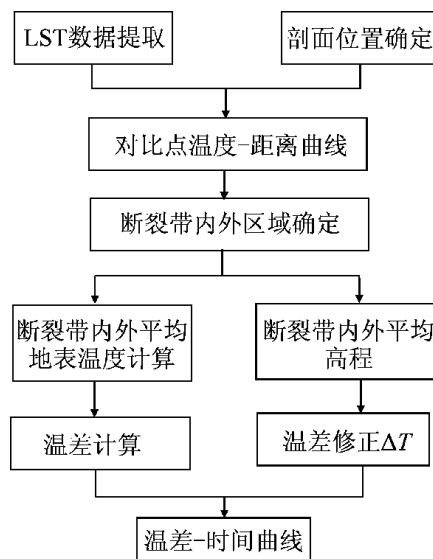 LST数据提取
剖面位置确定
对比点温度-距离曲线
断裂带内外区域确定
断裂带内外平均
地表温度计算
断裂带内外平均
高程
温差计算
温差修正ΔT
温差-时间曲线